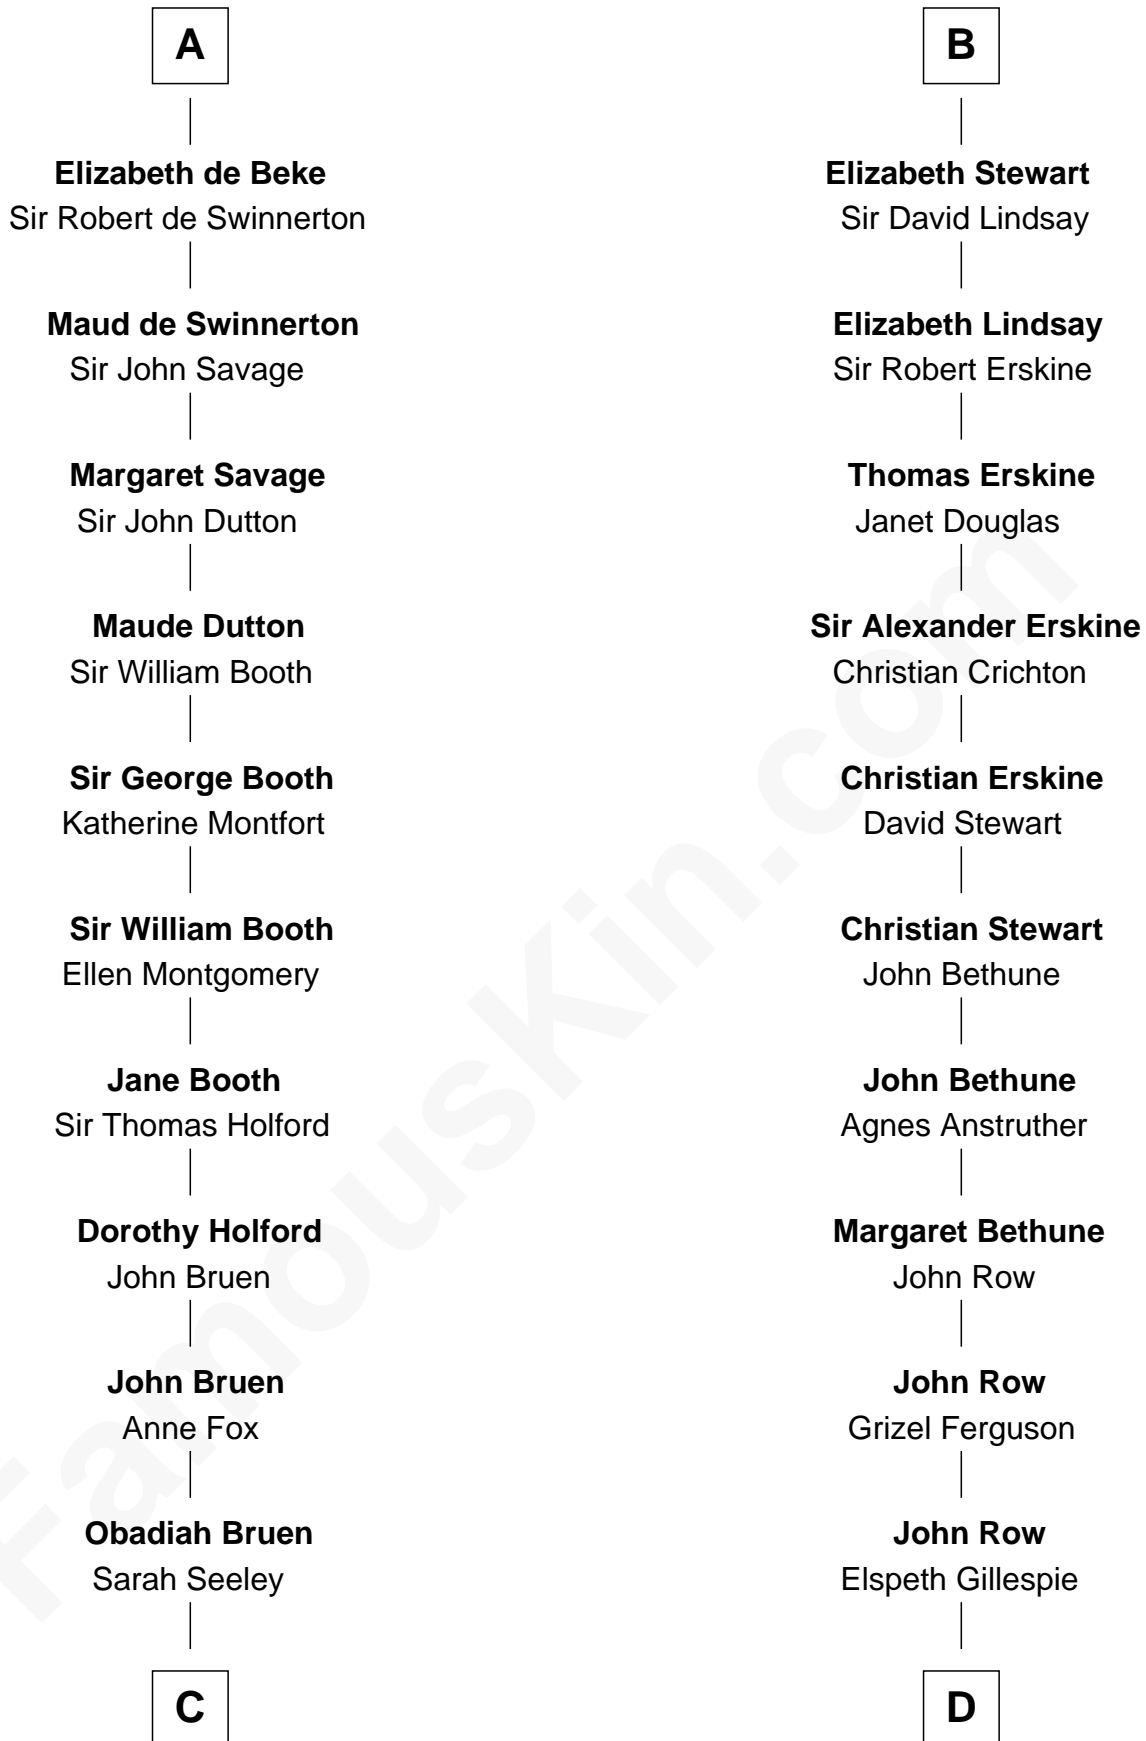 A
Elizabeth de Beke
Sir Robert de Swinnerton
Maud de Swinnerton
Sir John Savage
Margaret Savage
Sir John Dutton
Maude Dutton
Sir William Booth
Sir George Booth
Katherine Montfort
Sir William Booth
Ellen Montgomery
Jane Booth
Sir Thomas Holford
Dorothy Holford
John Bruen
John Bruen
Anne Fox
Obadiah Bruen
Sarah Seeley
C
B
Elizabeth Stewart
Sir David Lindsay
Elizabeth Lindsay
Sir Robert Erskine
Thomas Erskine
Janet Douglas
Sir Alexander Erskine
Christian Crichton
Christian Erskine
David Stewart
Christian Stewart
John Bethune
John Bethune
Agnes Anstruther
Margaret Bethune
John Row
John Row
Grizel Ferguson
John Row
Elspeth Gillespie
D
FamousKin.com